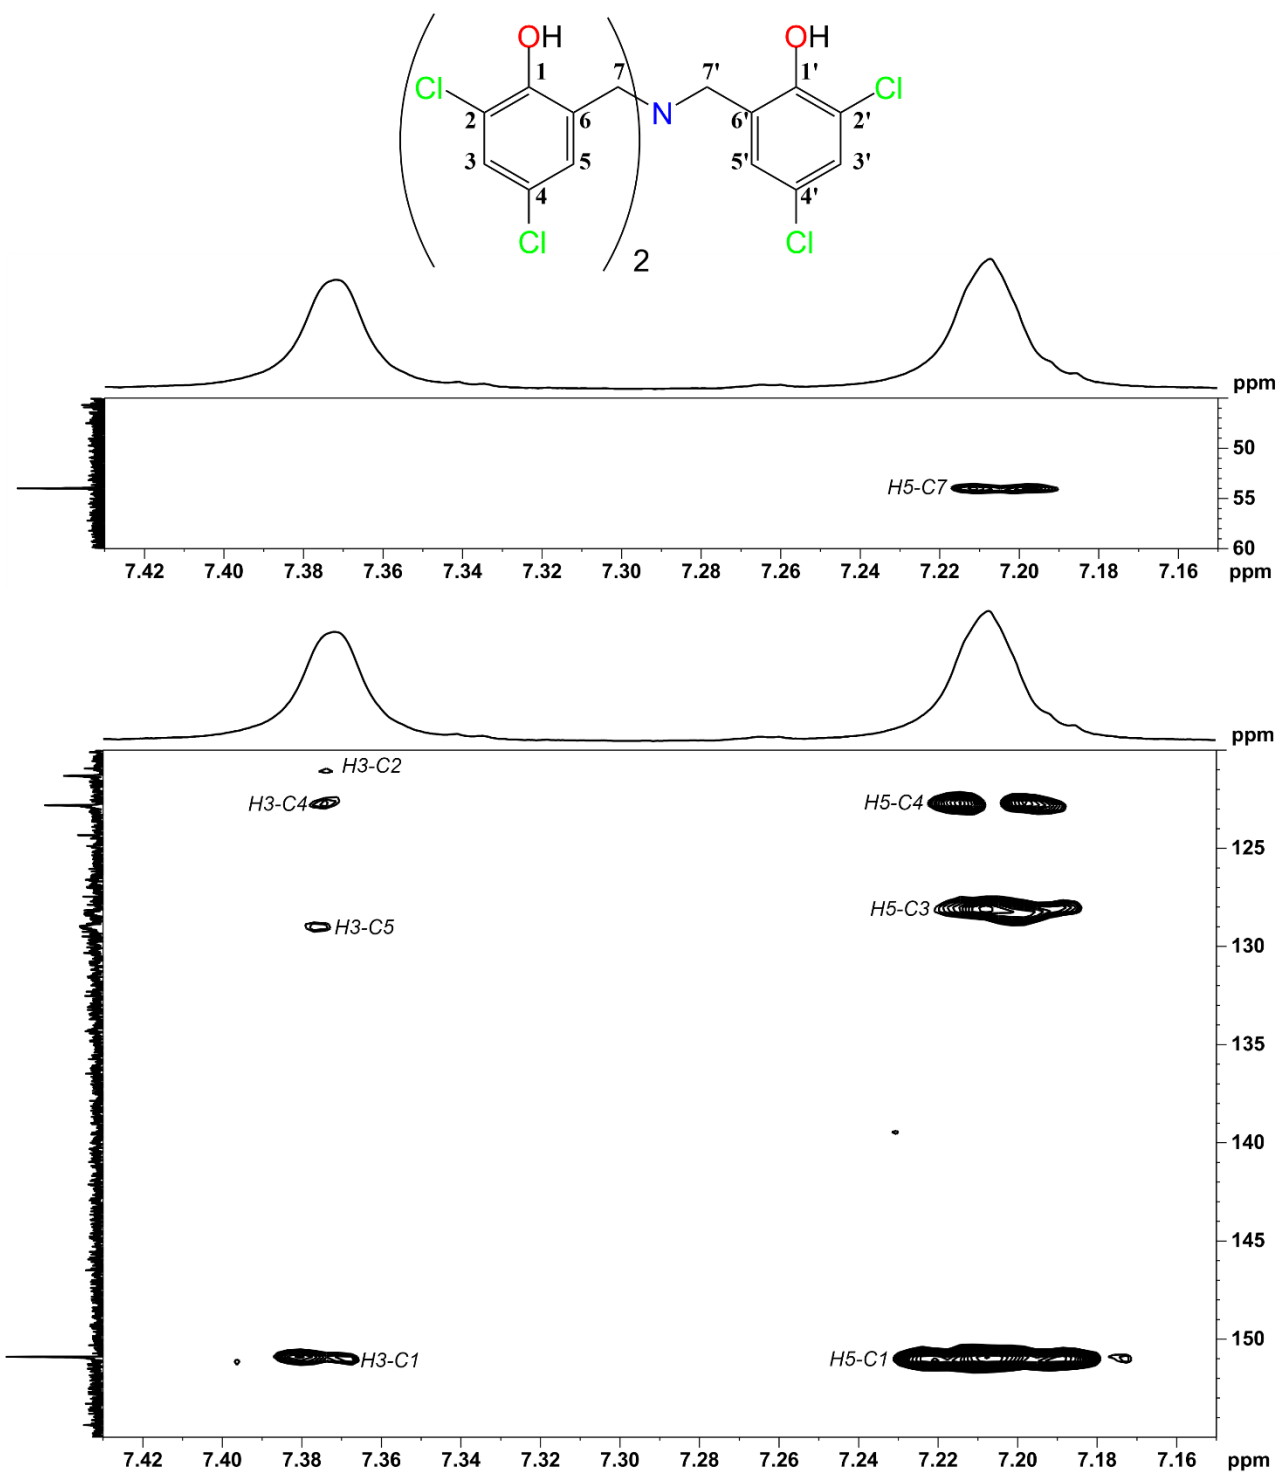 OH OH
1 7 7' 1'
Cl N Cl
2 6 6' 2'
3 5 5' 3'
4 4'
Cl Cl
2
ppm
50
H5-C7
55
60
7.42 7.40 7.38 7.36 7.34 7.32 7.30 7.28 7.26 7.24 7.22 7.20 7.18 7.16 ppm
ppm
H3-C2
H3-C4 H5-C4
125
H5-C3
H3-C5
130
135
140
145
150
H3-C1 H5-C1
7.42 7.40 7.38 7.36 7.34 7.32 7.30 7.28 7.26 7.24 7.22 7.20 7.18 7.16 ppm